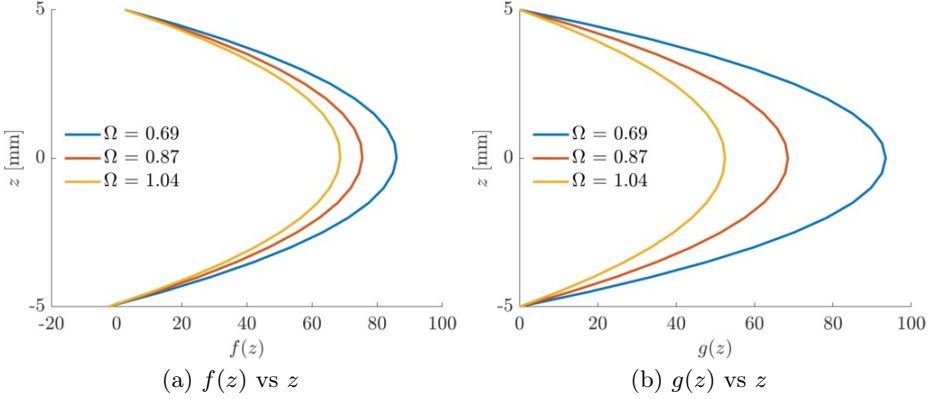 5
0
-5
z [mm]
Ω = 0.69
Ω = 0.87
Ω = 1.04
-20 0 20 40 60 80 100
f(z)
(a) f(z) vs z
5
0
-5
z [mm]
Ω = 0.69
Ω = 0.87
Ω = 1.04
0 20 40 60 80 100
g(z)
(b) g(z) vs z